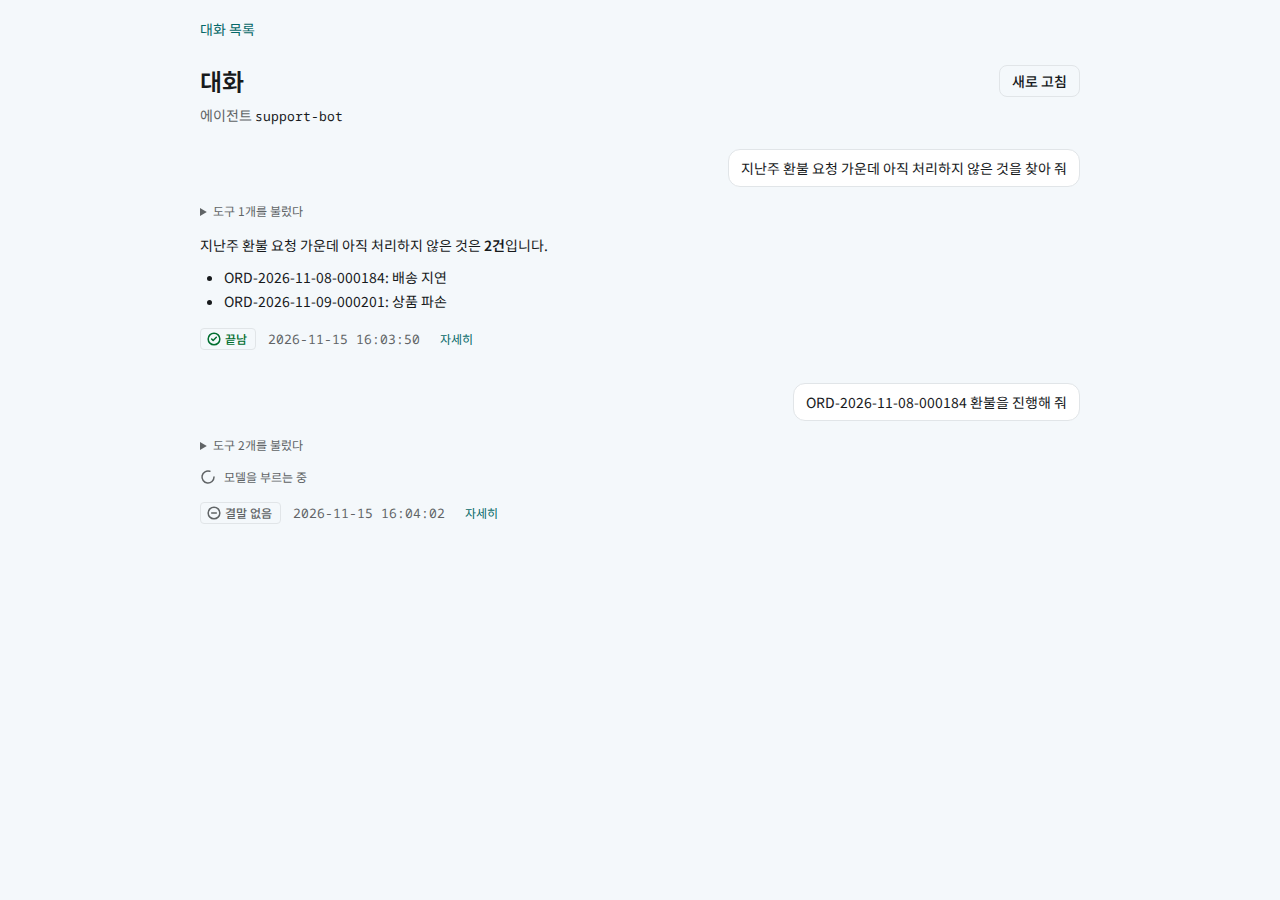 대화 목록
대화
새로 고침
에이전트 support-bot
지난주 환불 요청 가운데 아직 처리하지 않은 것을 찾아 줘
도구 1개를 불렀다
지난주 환불 요청 가운데 아직 처리하지 않은 것은 2건입니다.
ORD-2026-11-08-000184: 배송 지연
ORD-2026-11-09-000201: 상품 파손
끝남 2026-11-15 16:03:50 자세히
ORD-2026-11-08-000184 환불을 진행해 줘
도구 2개를 불렀다
모델을 부르는 중
결말 없음 2026-11-15 16:04:02 자세히